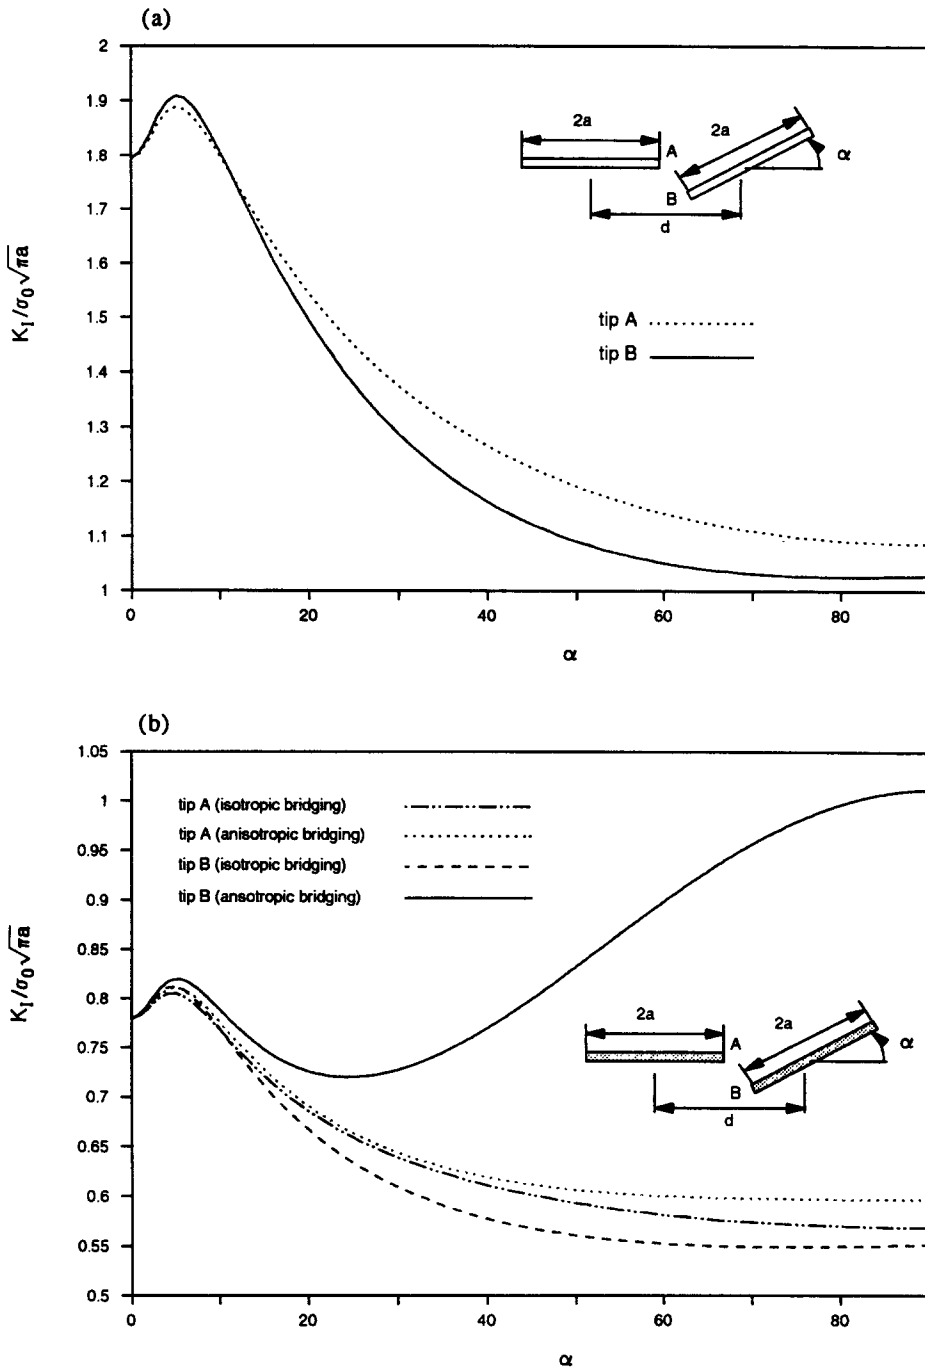 (a)
2
1.9
1.8
1.7
1.6
1.5
1.4
1.3
1.2
1.1
1
K_I/σ_0√πa
2a
A
2a
α
B
d
tip A
tip B
0
20
40
60
80
α
(b)
1.05
1
0.95
0.9
0.85
0.8
0.75
0.7
0.65
0.6
0.55
0.5
K_I/σ_0√πa
tip A (isotropic bridging)
tip A (anisotropic bridging)
tip B (isotropic bridging)
tip B (ansotropic bridging)
2a
A
2a
α
B
d
0
20
40
60
80
α